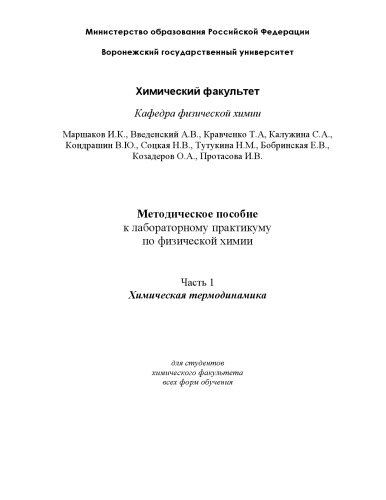 Министерство образования Российской Федерации
Воронежский государственный университет
Химический факультет
Кафедра физической химии
Маршаков И.К., Введенский А.В., Кравченко Т.А, Калужина С.А.,
Кондрашин В.Ю., Соцкая Н.В., Тутукина Н.М., Бобринская Е.В.,
Козадеров О.А., Протасова И.В.
Методическое пособие
к лабораторному практикуму
по физической химии
Часть 1
Химическая термодинамика
для студентов
химического факультета
всех форм обучения